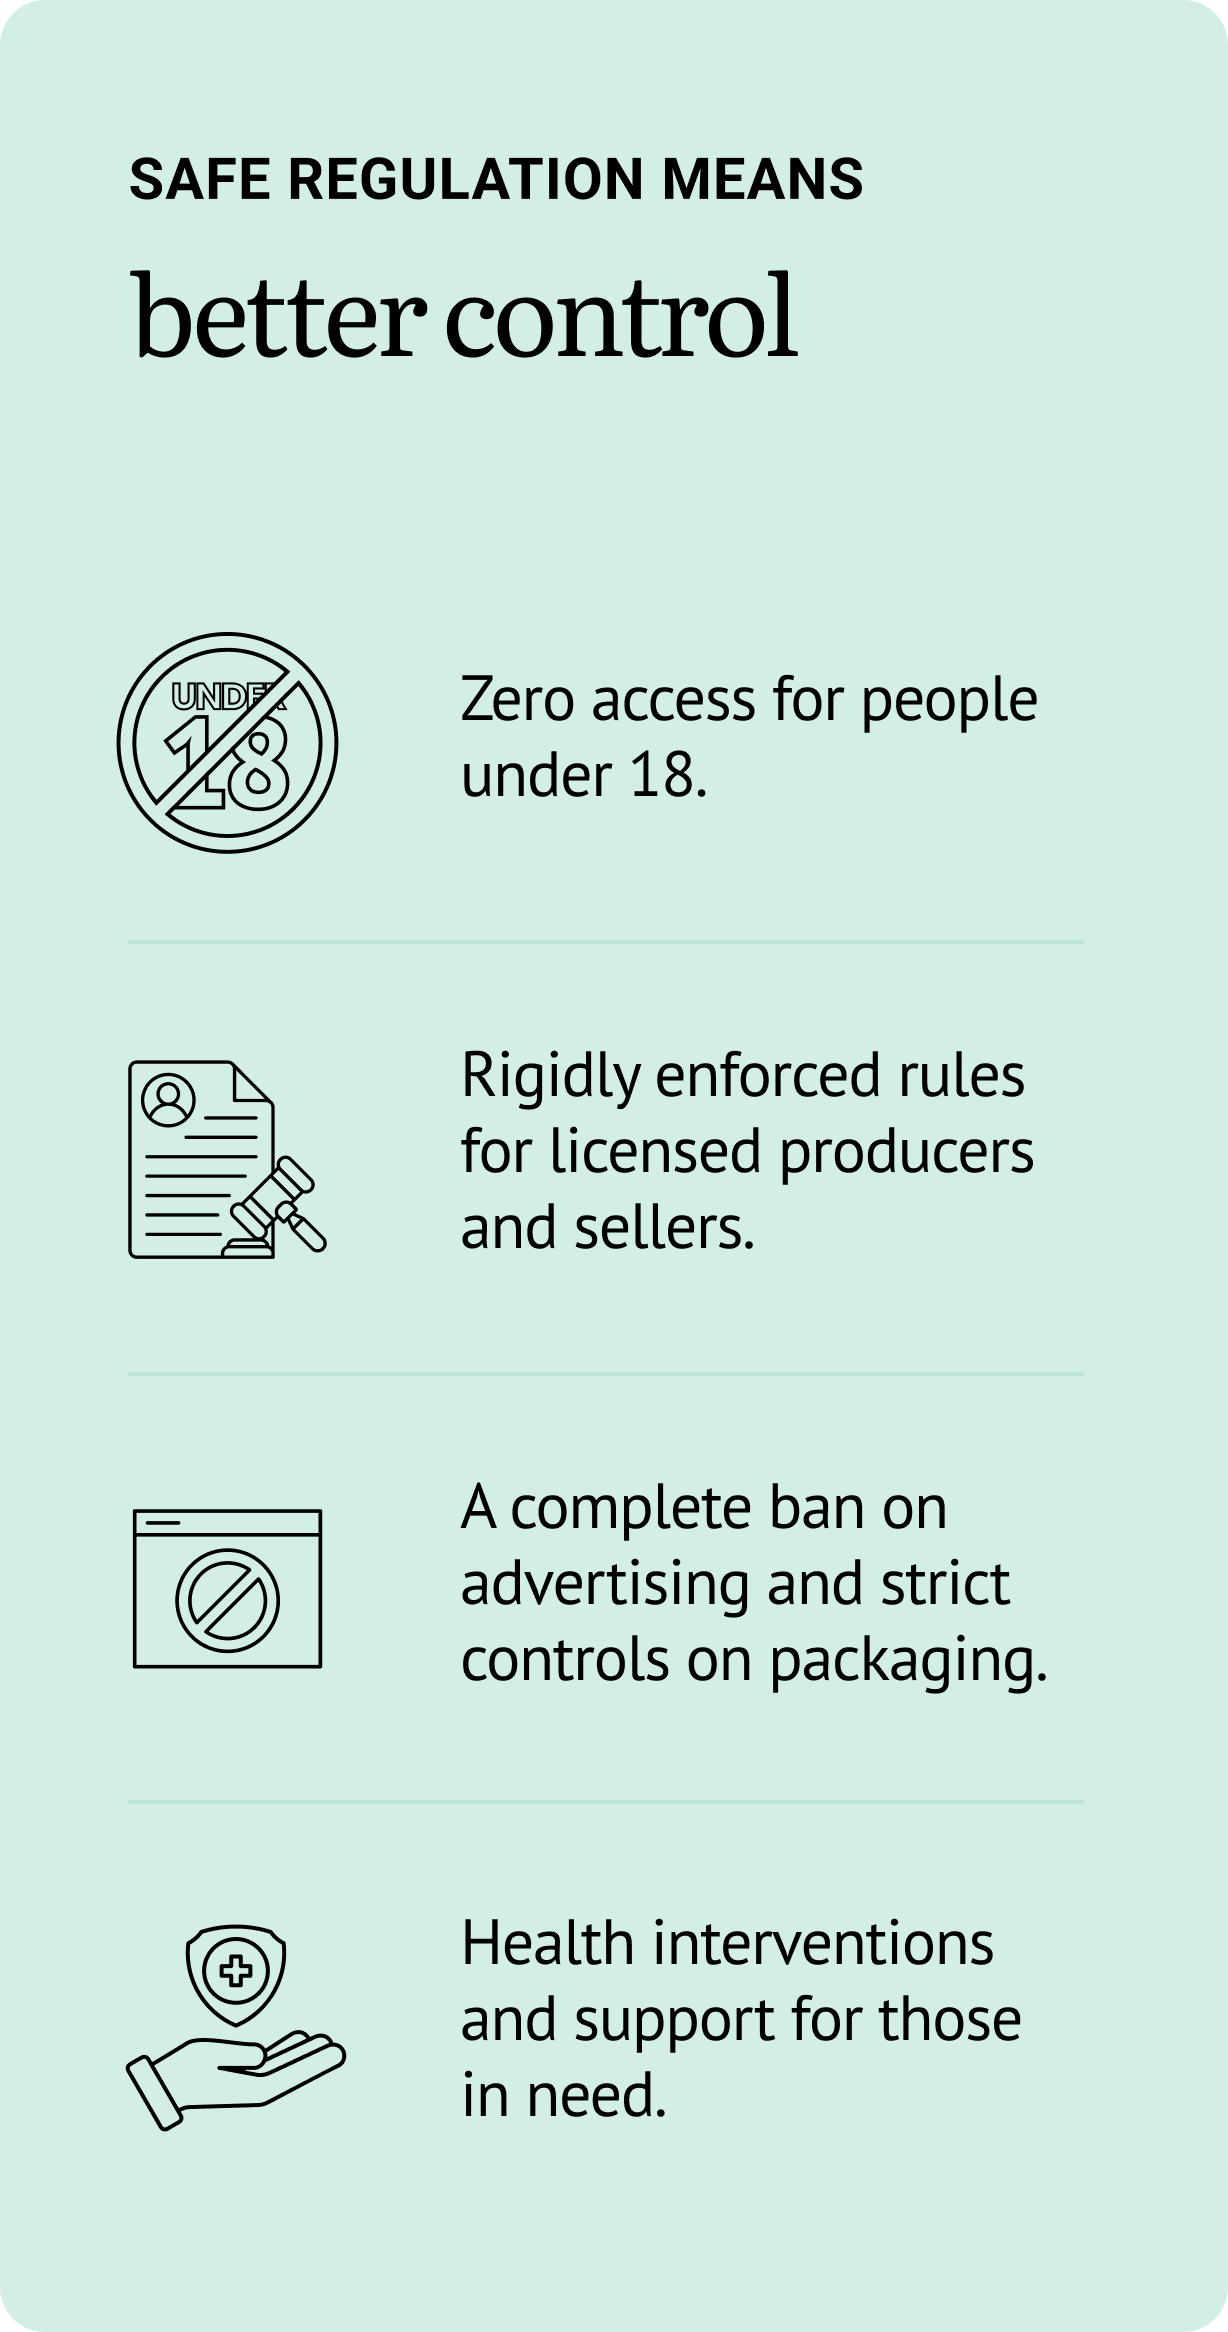 SAFE REGULATION MEANS
better control
UNDER
18
Zero access for people
under 18.
Rigidly enforced rules
for licensed producers
and sellers.
A complete ban on
advertising and strict
controls on packaging.
Health interventions
and support for those
in need.